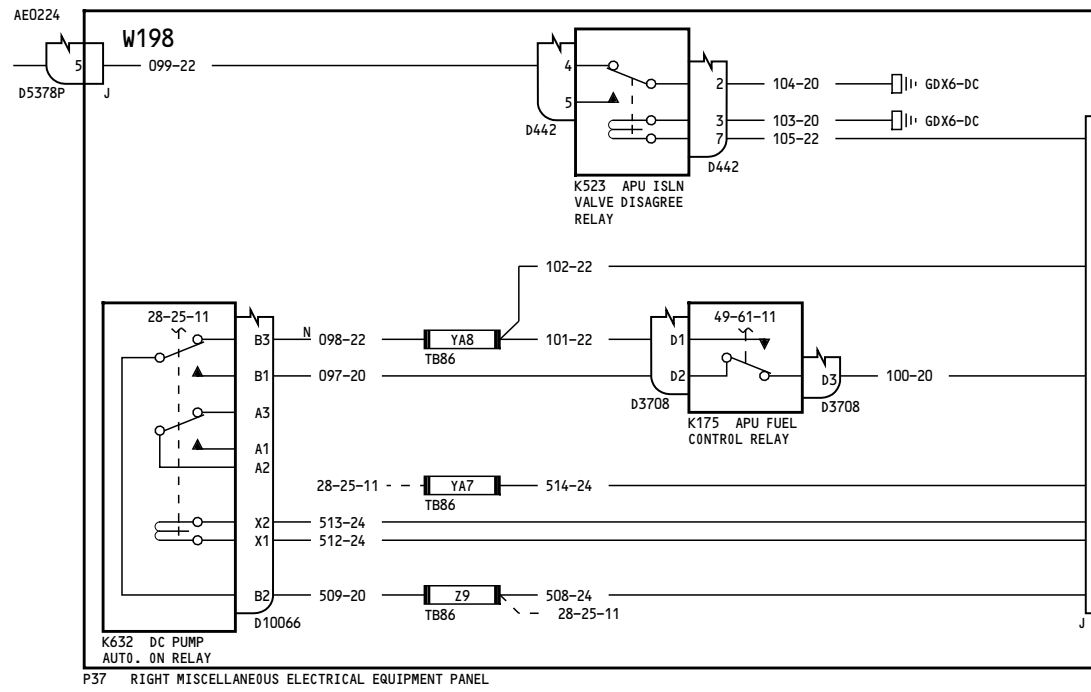 AE0224
W198
5
099-22
D5378P
J
4
5
D442
2
3
7
D442
104-20
GDX6-DC
103-20
GDX6-DC
105-22
K523 APU ISLN
VALVE DISAGREE
RELAY
102-22
28-25-11
B3
N
098-22
YA8
TB86
101-22
D1
49-61-11
B1
097-20
D2
D3
100-20
D3708
D3708
K175 APU FUEL
CONTROL RELAY
A3
A1
A2
28-25-11
YA7
TB86
514-24
X2
513-24
X1
512-24
B2
509-20
Z9
TB86
508-24
28-25-11
D10066
J
K632 DC PUMP
AUTO. ON RELAY
P37 RIGHT MISCELLANEOUS ELECTRICAL EQUIPMENT PANEL